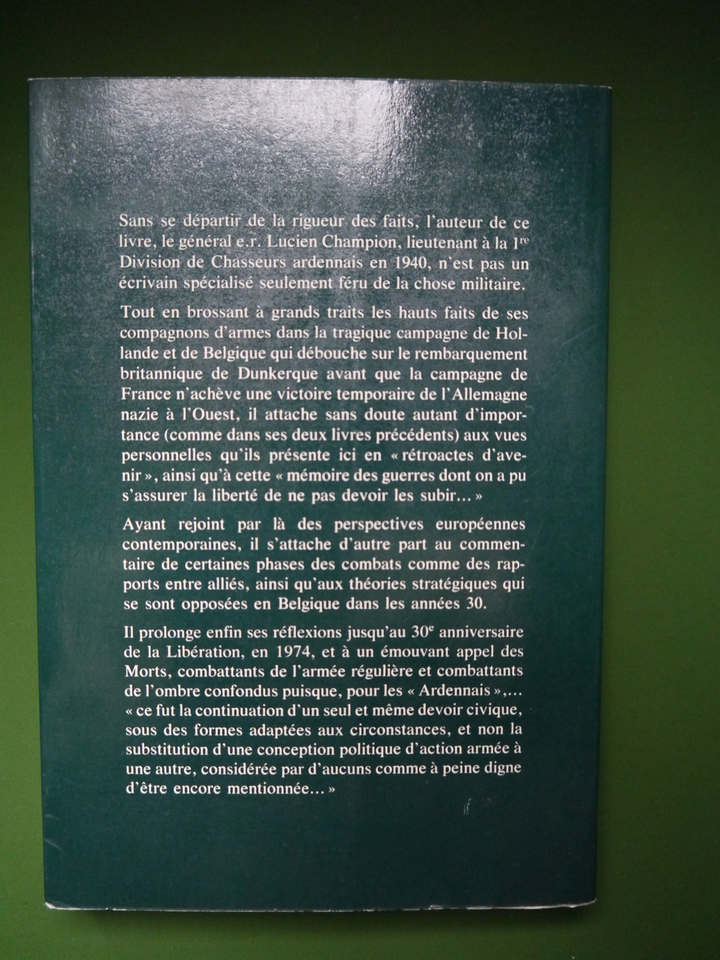 Sans se départir de la rigueur des faits, l'auteur de ce
livre, le général e.r. Lucien Champion, lieutenant à la 1re
Division de Chasseurs ardennais en 1940, n'est pas un
écrivain spécialisé seulement féru de la chose militaire.
Tout en brossant à grands traits les hauts faits de ses
compagnons d'armes dans la tragique campagne de Hol-
lande et de Belgique qui débouche sur le rembarquement
britannique de Dunkerque avant que la campagne de
France n'achève une victoire temporaire de l'Allemagne
nazie à l'Ouest, il attache sans doute autant d'impor-
tance (comme dans ses deux livres précédents) aux vues
personnelles qu'ils présente ici en « rétroactes d'ave-
nir », ainsi qu'à cette « mémoire des guerres dont on a pu
s'assurer la liberté de ne pas devoir les subir... »
Ayant rejoint par là des perspectives européennes
contemporaines, il s'attache d'autre part au commen-
taire de certaines phases des combats comme des rap-
ports entre alliés, ainsi qu'aux théories stratégiques qui
se sont opposées en Belgique dans les années 30.
Il prolonge enfin ses réflexions jusqu'au 30e anniversaire
de la Libération, en 1974, et à un émouvant appel des
Morts, combattants de l'armée régulière et combattants
de l'ombre confondus puisque, pour les « Ardennais »,...
« ce fut la continuation d'un seul et même devoir civique,
sous des formes adaptées aux circonstances, et non la
substitution d'une conception politique d'action armée à
une autre, considérée par d'aucuns comme à peine digne
d'être encore mentionnée... »